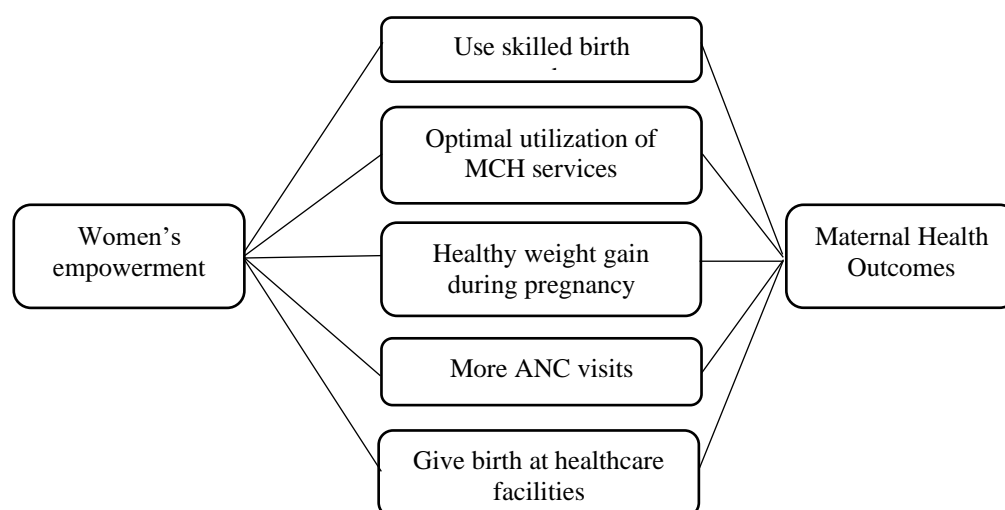 Use skilled birth
Optimal utilization of
MCH services
Women’s
empowerment
Healthy weight gain
during pregnancy
Maternal Health
Outcomes
More ANC visits
Give birth at healthcare
facilities